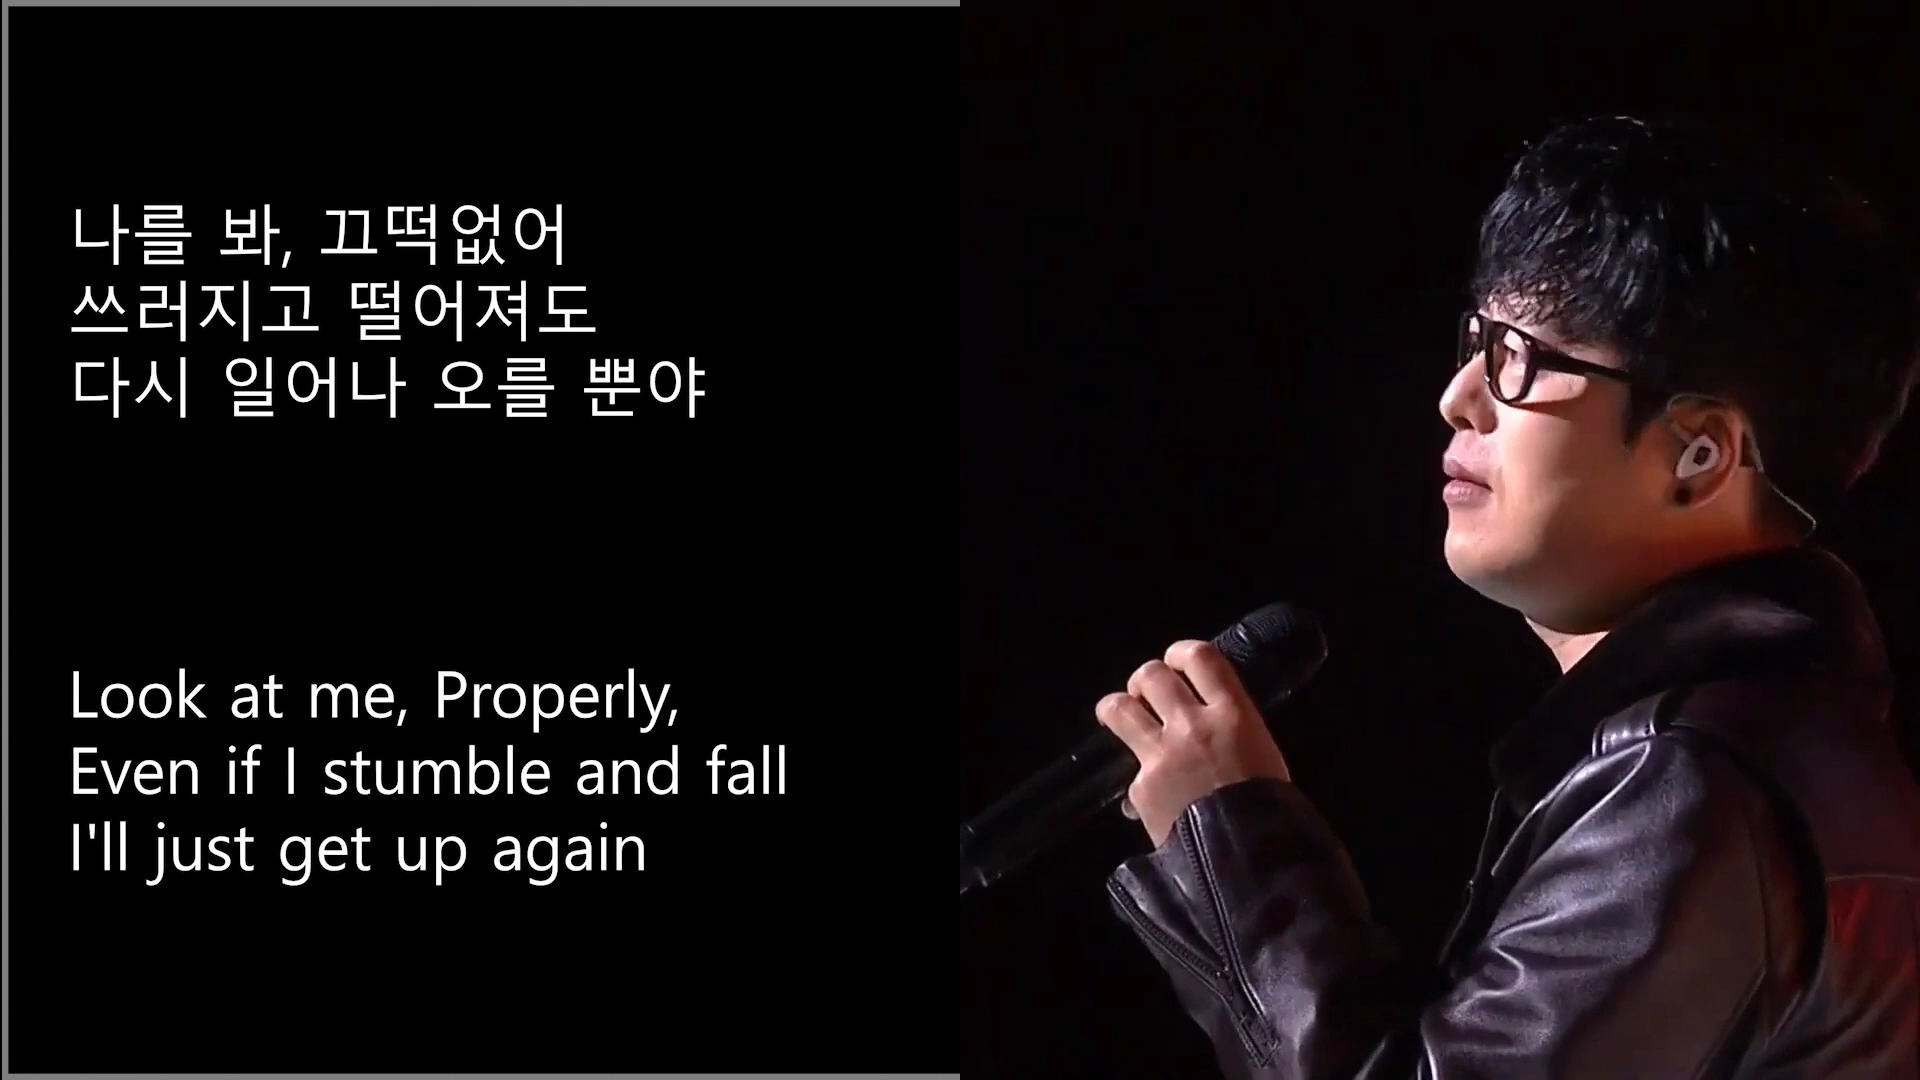 나를 봐, 끄떡없어
쓰러지고 떨어져도
다시 일어나 오를 뿐야
Look at me, Properly,
Even if I stumble and fall
I'll just get up again